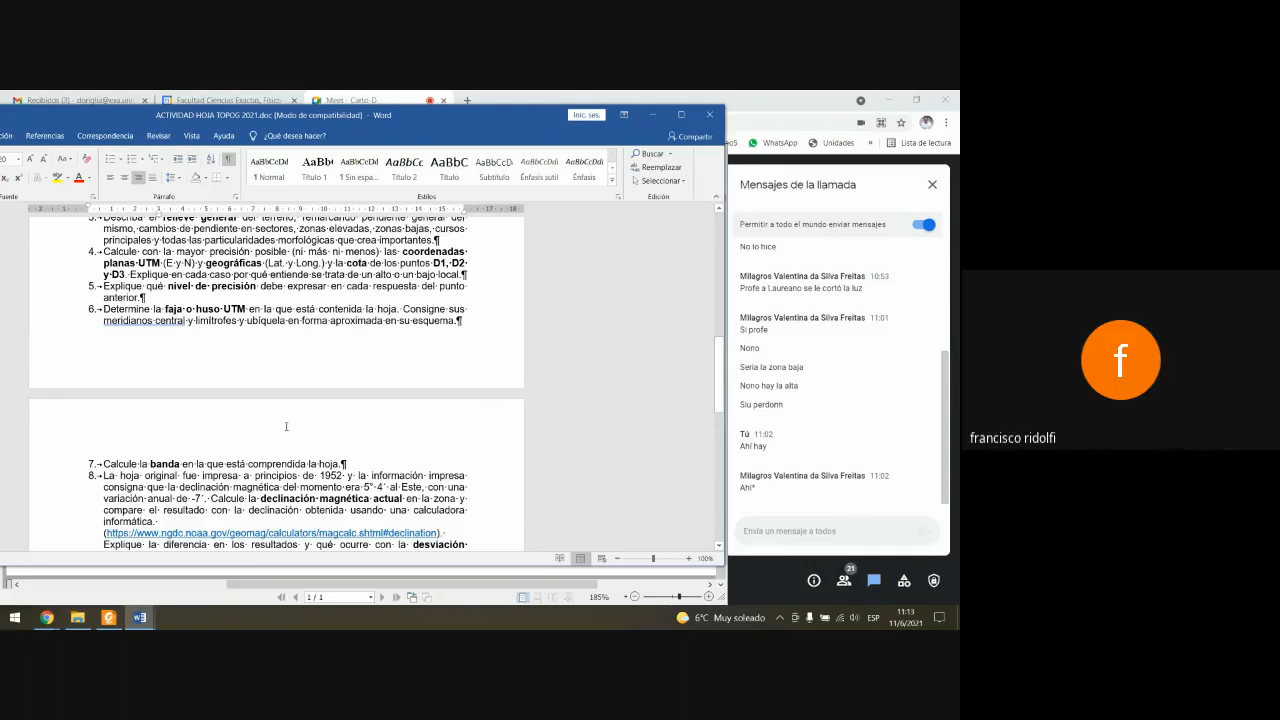 Recibidos (3) - doriglia@exa.unr
Facultad Ciencias Exactas, Físico
Meet - Carto-D
ACTIVIDAD HOJA TOPOG 2021.doc [Modo de compatibilidad] - Word
Inic. ses.
Referencias Correspondencia Revisar Vista Ayuda ¿Qué desea hacer?
Compartir
WhatsApp Unidades » Lista de lectura
AaBbCcDd AaBb( AaBbCcDd AaBbCc AaBbC AaBbCcD AaBbCcDd AaBbCcDd
¶ Normal Título 1 ¶ Sin espa... Título 2 Título Subtítulo Énfasis sutil Énfasis
Buscar
Reemplazar
Seleccionar
Fuente Párrafo Estilos Edición
mismo, cambios de pendiente en sectores, zonas elevadas, zonas bajas, cursos
principales y todas las particularidades morfológicas que crea importantes.¶
4. Calcule con la mayor precisión posible (ni más ni menos) las coordenadas
planas UTM (E y N) y geográficas (Lat. y Long.) y la cota de los puntos D1, D2
y D3. Explique en cada caso por qué entiende se trata de un alto o un bajo local.¶
5. Explique qué nivel de precisión debe expresar en cada respuesta del punto
anterior.¶
6. Determine la faja o huso UTM en la que está contenida la hoja. Consigne sus
meridianos central y limítrofes y ubíquela en forma aproximada en su esquema.¶
7. Calcule la banda en la que está comprendida la hoja.¶
8. La hoja original fue impresa a principios de 1952 y la información impresa
consigna que la declinación magnética del momento era 5°-4´ al Este, con una
variación anual de -7´. Calcule la declinación magnética actual en la zona y
compare el resultado con la declinación obtenida usando una calculadora
informática.
(https://www.ngdc.noaa.gov/geomag/calculators/magcalc.shtml#declination).
Explique la diferencia en los resultados y qué ocurre con la desviación
100%
1 / 1
185%
Mensajes de la llamada
Permitir a todo el mundo enviar mensajes
No lo hice
Milagros Valentina da Silva Freitas 10:53
Profe a Laureano se le cortó la luz
Milagros Valentina da Silva Freitas 11:01
Si profe
Nono
Seria la zona baja
Nono hay la alta
Siu perdonn
Tú 11:02
Ahí hay
Milagros Valentina da Silva Freitas 11:02
Ahi*
Envía un mensaje a todos
21
6°C Muy soleado
ESP
11:13
11/6/2021
f
francisco ridolfi